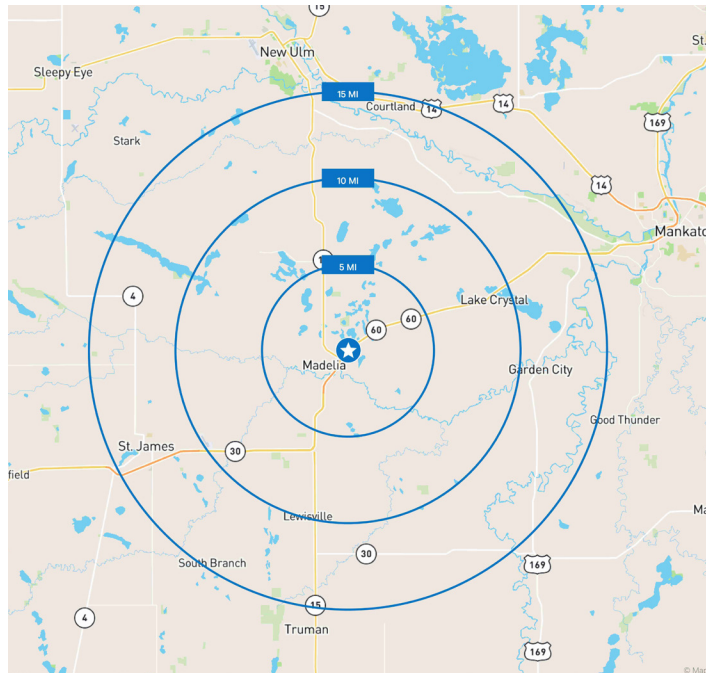 15
New Ulm
St.
Sleepy Eye
15 MI
Courtland
14
14
169
Stark
10 MI
14
Mankato
5 MI
4
Lake Crystal
60
60
Madelia
Garden City
Good Thunder
St. James
30
field
Lewisville
Ma
30
South Branch
169
15
4
Truman
169
© Map